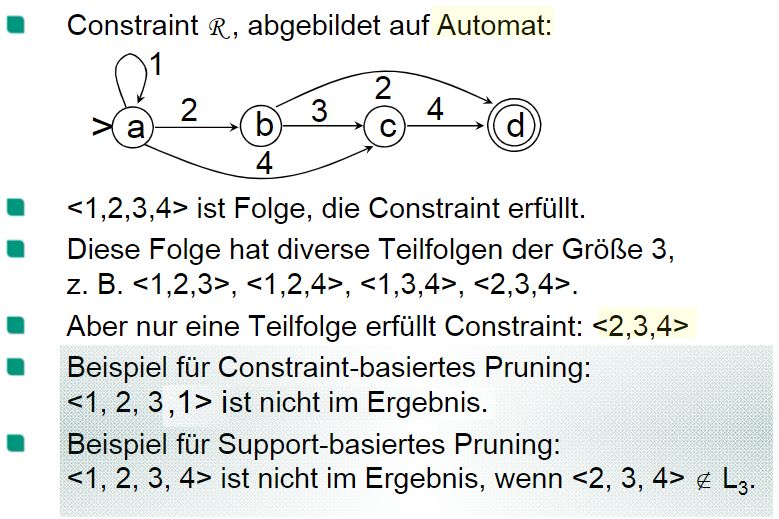 Constraint ℛ, abgebildet auf Automat:
1
2
2
3
4
> a
b
c
d
4
<1,2,3,4> ist Folge, die Constraint erfüllt.
Diese Folge hat diverse Teilfolgen der Größe 3,
z. B. <1,2,3>, <1,2,4>, <1,3,4>, <2,3,4>.
Aber nur eine Teilfolge erfüllt Constraint: <2,3,4>
Beispiel für Constraint-basiertes Pruning:
<1, 2, 3,1> ist nicht im Ergebnis.
Beispiel für Support-basiertes Pruning:
<1, 2, 3, 4> ist nicht im Ergebnis, wenn <2, 3, 4> ∉ L₃.